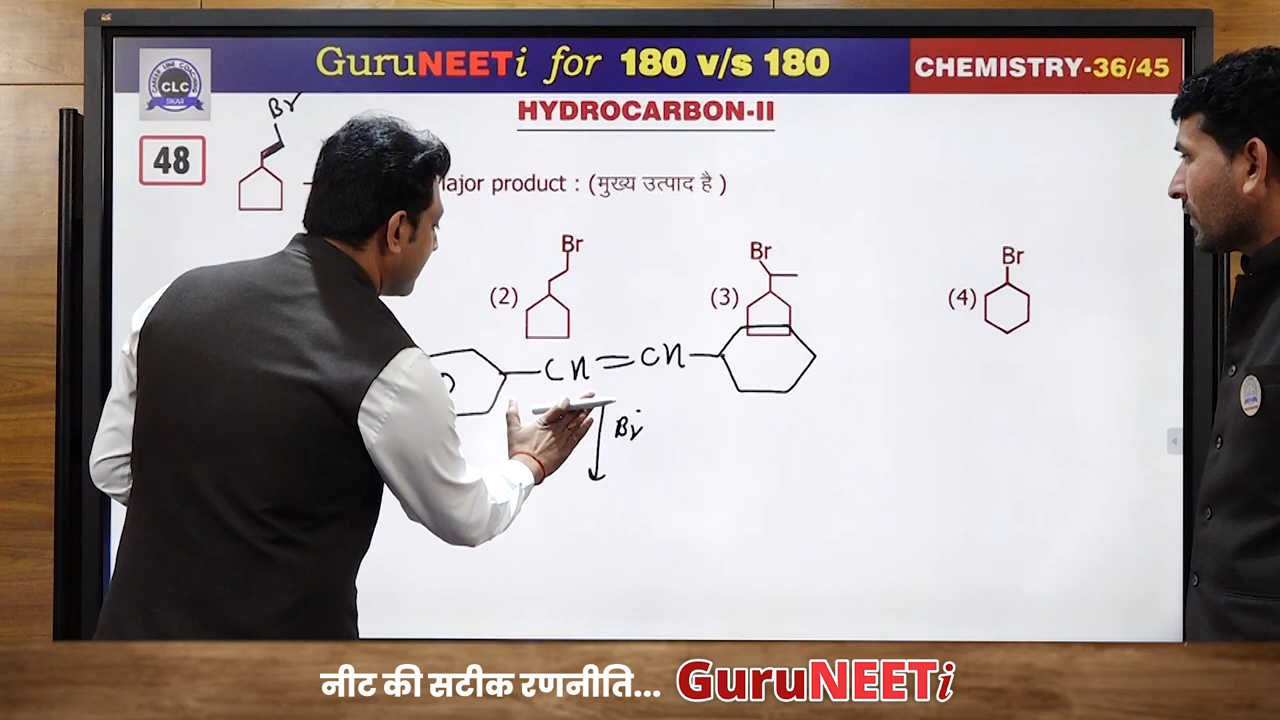 GuruNEETi for 180 v/s 180
CHEMISTRY-36/45
CLC
SIKAR
HYDROCARBON-II
48
Br
Major product : (मुख्य उत्पाद है )
(2)
Br
(3)
Br
(4)
Br
CH=CH
Br
नीट की सटीक रणनीति... GuruNEETi